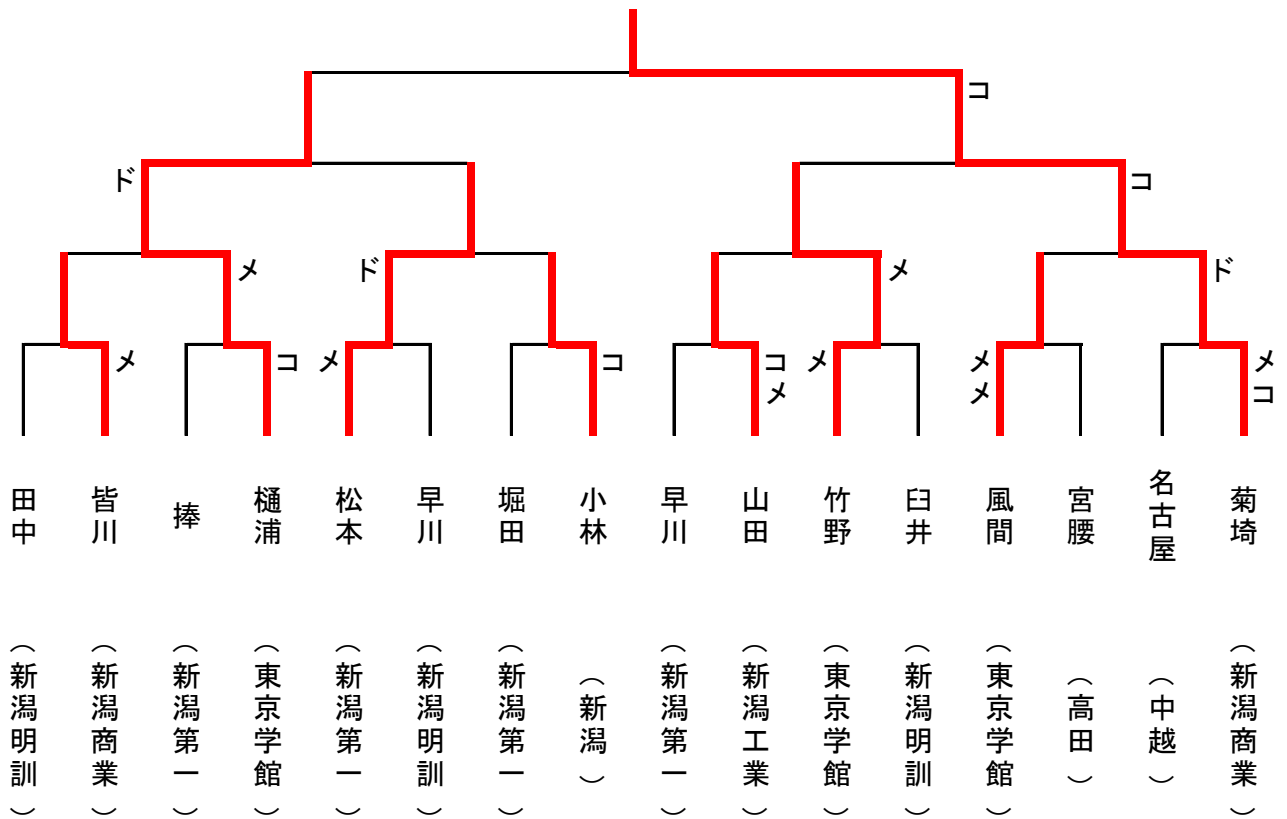 コ
ド
コ
メ
ド
メ
ド
メ
コ
メ
コ
コ
メ
メ
メ
メ
メ
メ
コ
田中
皆川
捧
樋浦
松本
早川
堀田
小林
早川
山田
竹野
臼井
風間
宮腰
名古屋
菊埼
（新潟明訓）
（新潟商業）
（新潟第一）
（東京学館）
（新潟第一）
（新潟明訓）
（新潟第一）
（新潟）
（新潟第一）
（新潟工業）
（東京学館）
（新潟明訓）
（東京学館）
（高田）
（中越）
（新潟商業）